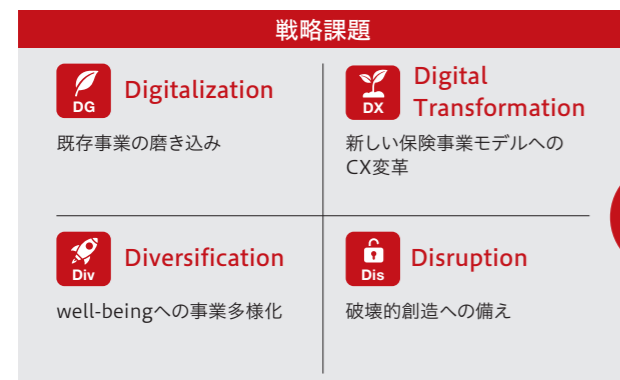 戦略課題
DG
Digitalization
既存事業の磨き込み
DX
Digital
Transformation
新しい保険事業モデルへの
CX変革
Div
Diversification
well-beingへの事業多様化
Dis
Disruption
破壊的創造への備え